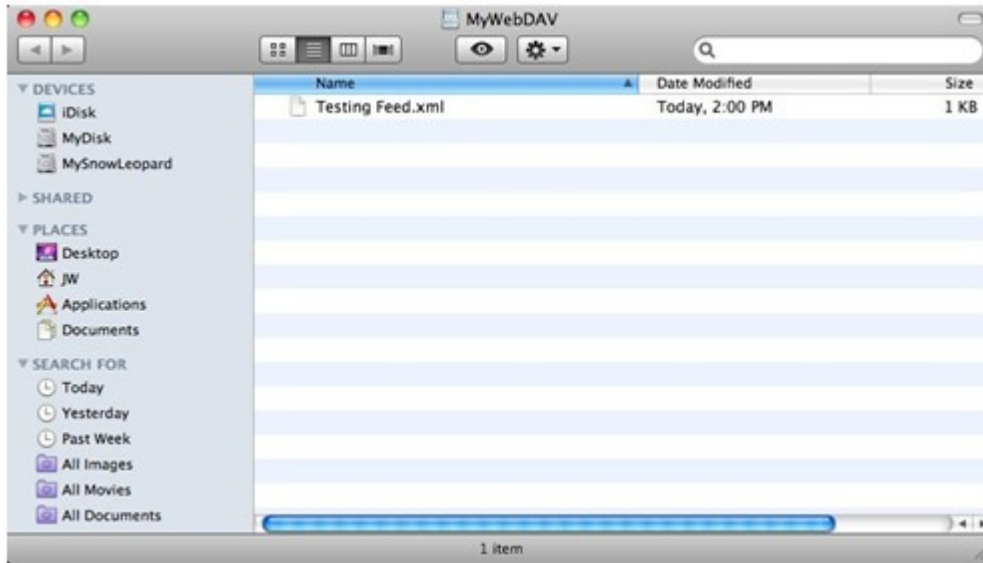 MyWebDAV
Name Date Modified Size
Testing Feed.xml Today, 2:00 PM 1 KB
DEVICES
iDisk
MyDisk
MySnowLeopard
SHARED
PLACES
Desktop
JW
Applications
Documents
SEARCH FOR
Today
Yesterday
Past Week
All Images
All Movies
All Documents
1 item